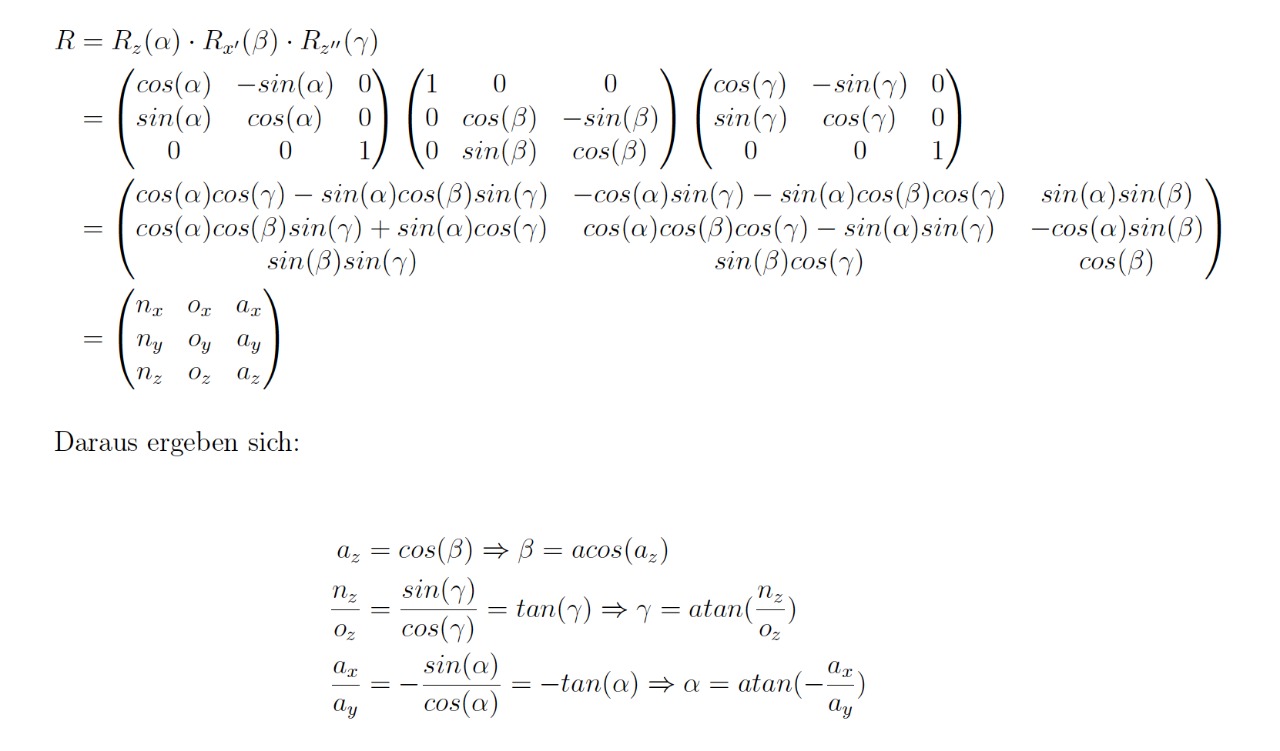 R = R_z(α) · R_x′(β) · R_z″(γ)
= (cos(α) −sin(α) 0) (1 0 0) (cos(γ) −sin(γ) 0)
(sin(α) cos(α) 0) (0 cos(β) −sin(β)) (sin(γ) cos(γ) 0)
(0 0 1) (0 sin(β) cos(β)) (0 0 1)
= (cos(α)cos(γ) − sin(α)cos(β)sin(γ) −cos(α)sin(γ) − sin(α)cos(β)cos(γ) sin(α)sin(β))
(cos(α)cos(β)sin(γ) + sin(α)cos(γ) cos(α)cos(β)cos(γ) − sin(α)sin(γ) −cos(α)sin(β))
(sin(β)sin(γ) sin(β)cos(γ) cos(β))
= (n_x o_x a_x)
(n_y o_y a_y)
(n_z o_z a_z)
Daraus ergeben sich:
a_z = cos(β) ⇒ β = acos(a_z)
n_z/o_z = sin(γ)/cos(γ) = tan(γ) ⇒ γ = atan(n_z/o_z)
a_x/a_y = −sin(α)/cos(α) = −tan(α) ⇒ α = atan(−a_x/a_y)